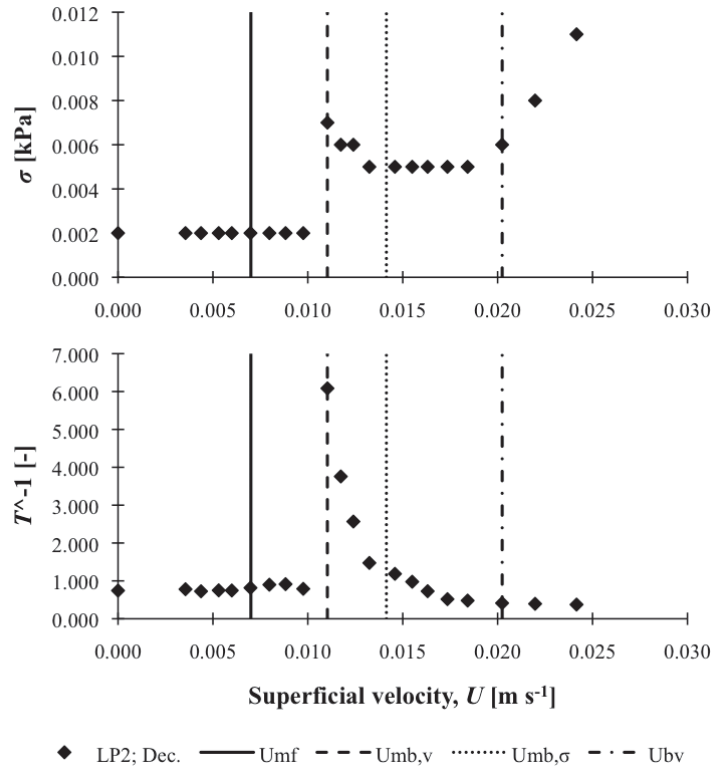 0.012
0.010
0.008
0.006
0.004
0.002
0.000
σ [kPa]
0.000 0.005 0.010 0.015 0.020 0.025 0.030
7.000
6.000
5.000
4.000
3.000
2.000
1.000
0.000
T^-1 [-]
0.000 0.005 0.010 0.015 0.020 0.025 0.030
Superficial velocity, U [m s⁻¹]
LP2; Dec. Umf Umb,v Umb,σ Ubv